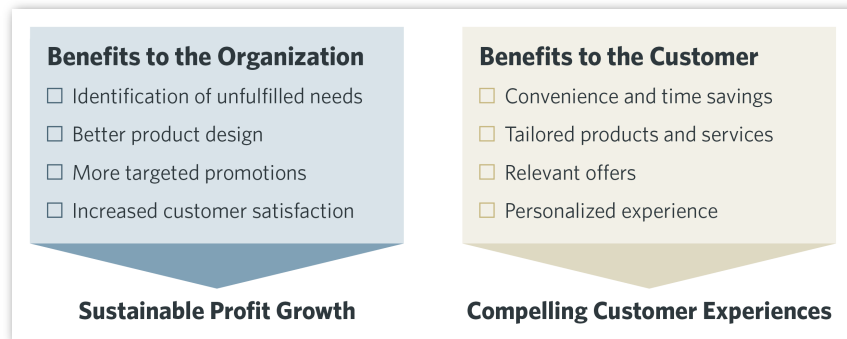 Benefits to the Organization
Identification of unfulfilled needs
Better product design
More targeted promotions
Increased customer satisfaction
Sustainable Profit Growth
Benefits to the Customer
Convenience and time savings
Tailored products and services
Relevant offers
Personalized experience
Compelling Customer Experiences